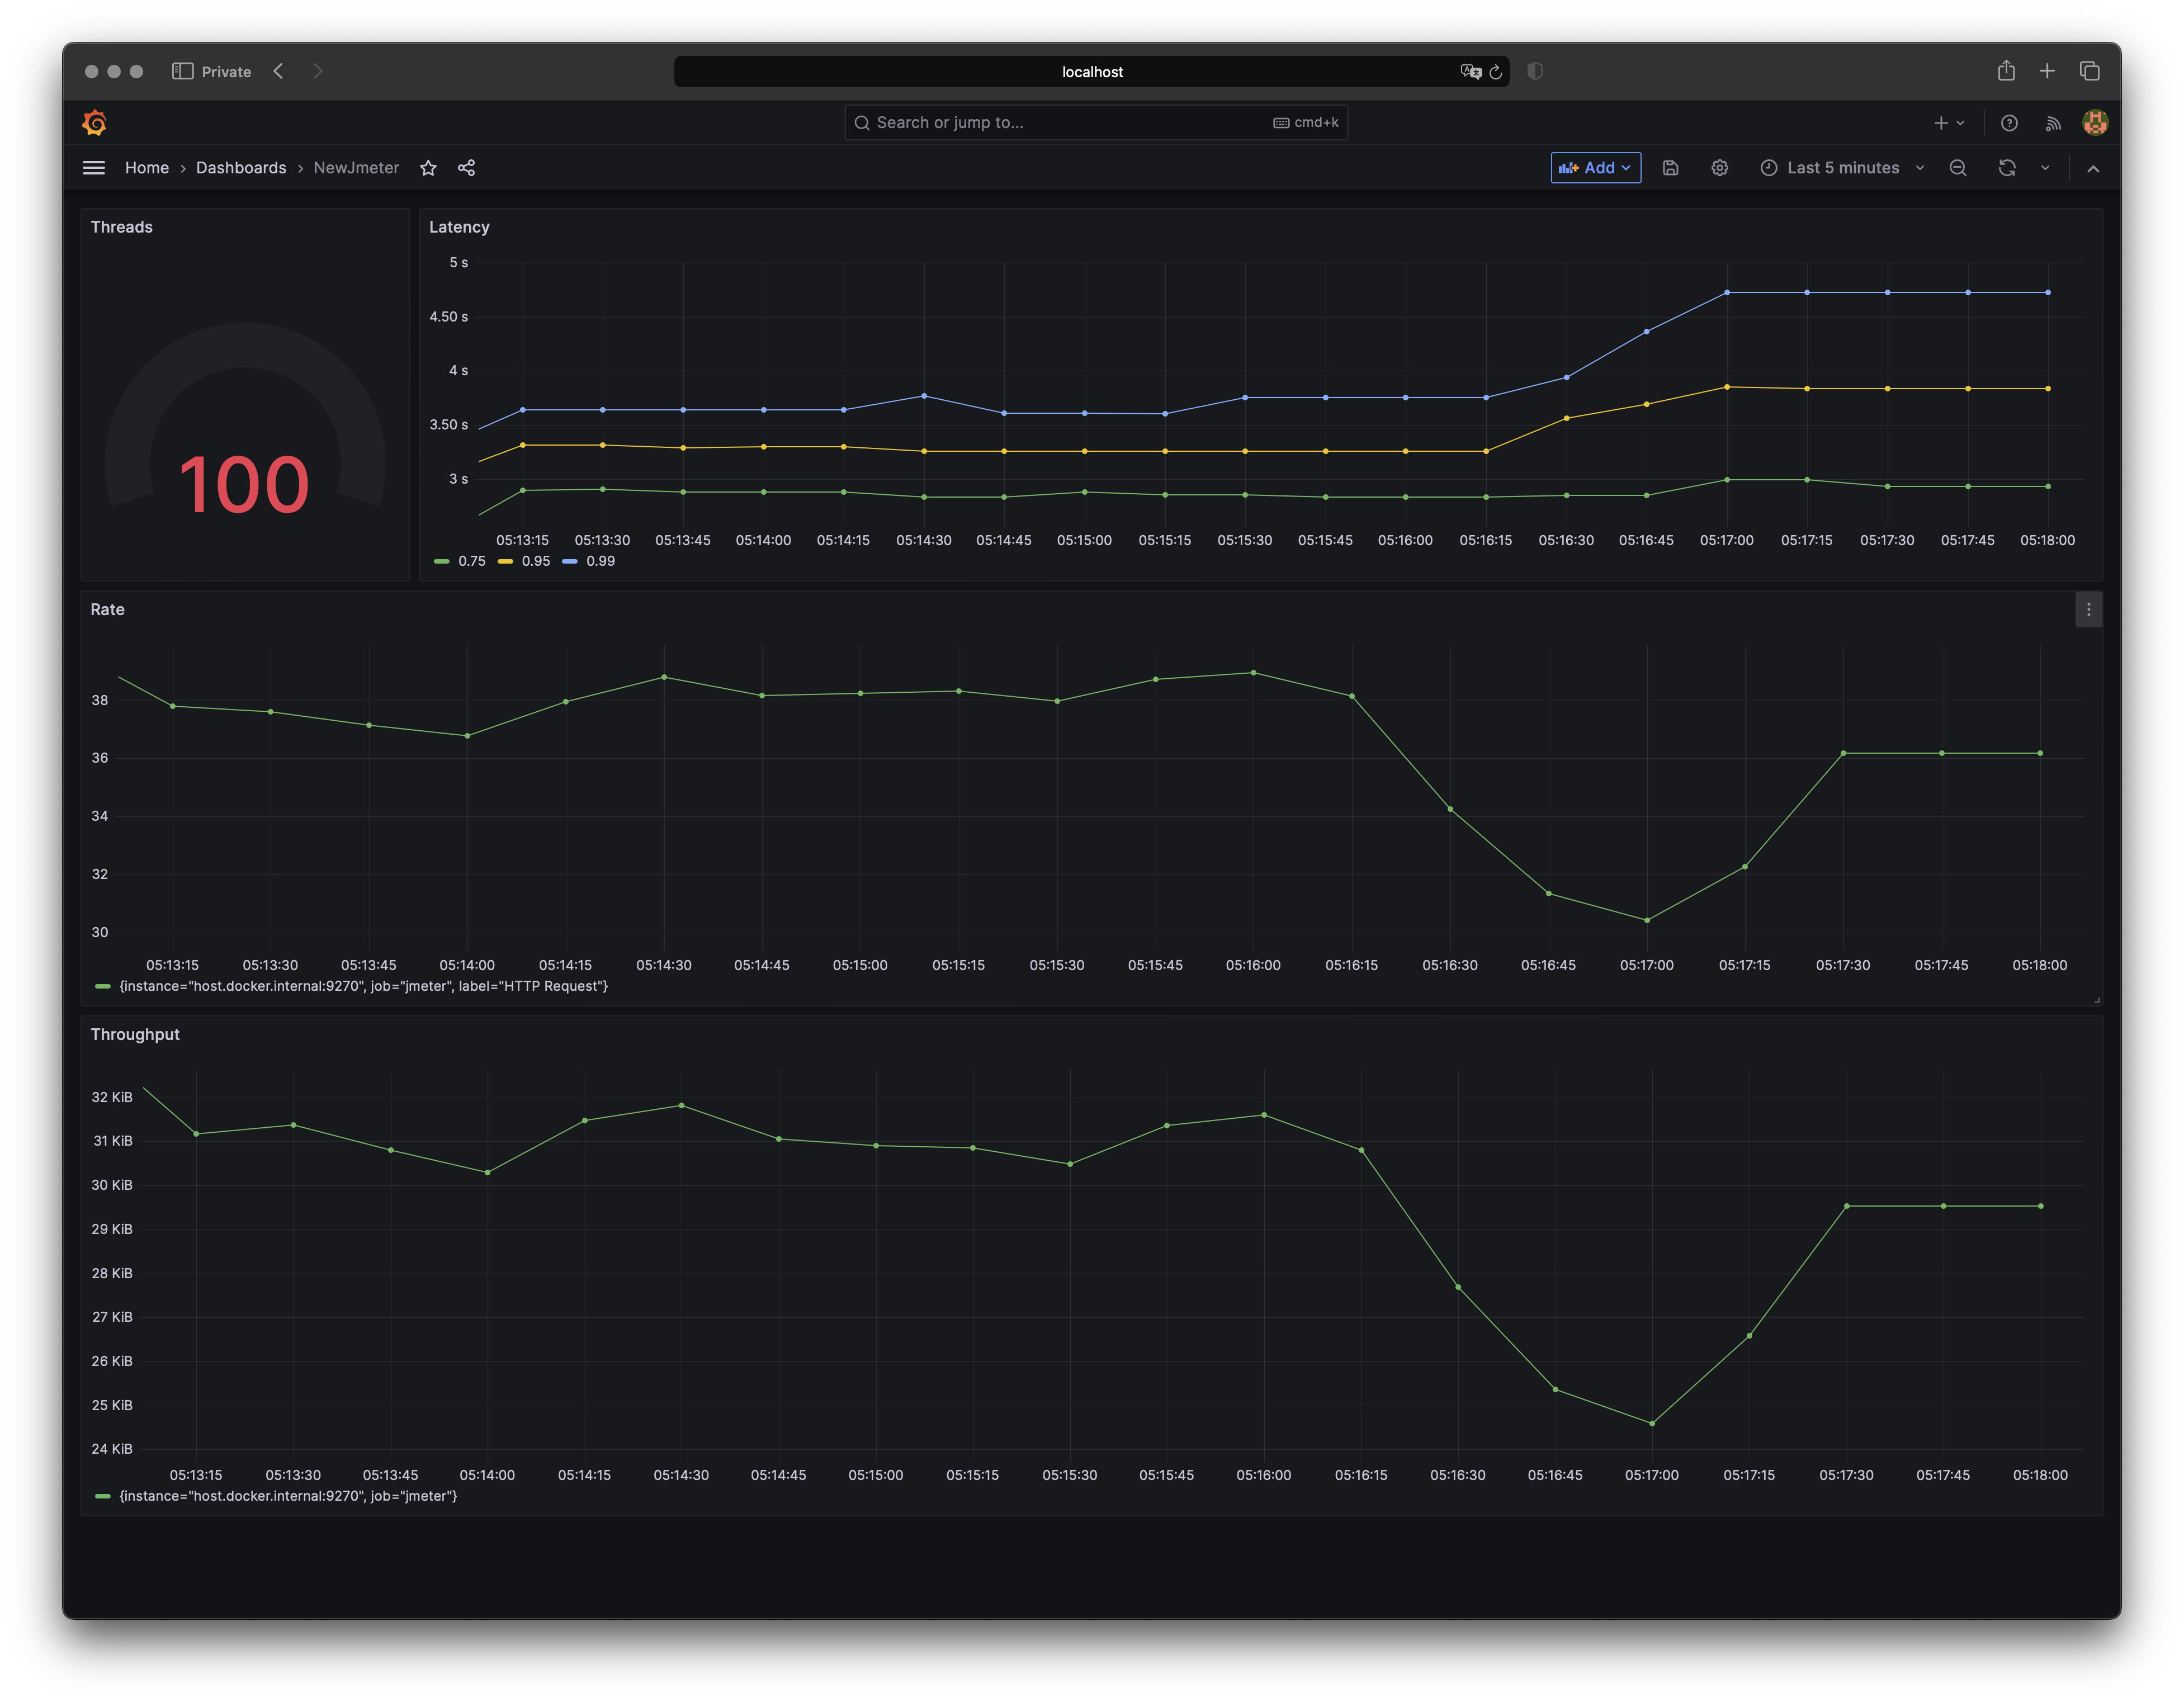 Private
localhost
Search or jump to... cmd+k
Home › Dashboards › NewJmeter Add Last 5 minutes
Threads
100
Latency
5 s
4.50 s
4 s
3.50 s
3 s
05:13:15 05:13:30 05:13:45 05:14:00 05:14:15 05:14:30 05:14:45 05:15:00 05:15:15 05:15:30 05:15:45 05:16:00 05:16:15 05:16:30 05:16:45 05:17:00 05:17:15 05:17:30 05:17:45 05:18:00
0.75 0.95 0.99
Rate
38
36
34
32
30
05:13:15 05:13:30 05:13:45 05:14:00 05:14:15 05:14:30 05:14:45 05:15:00 05:15:15 05:15:30 05:15:45 05:16:00 05:16:15 05:16:30 05:16:45 05:17:00 05:17:15 05:17:30 05:17:45 05:18:00
{instance="host.docker.internal:9270", job="jmeter", label="HTTP Request"}
Throughput
32 KiB
31 KiB
30 KiB
29 KiB
28 KiB
27 KiB
26 KiB
25 KiB
24 KiB
05:13:15 05:13:30 05:13:45 05:14:00 05:14:15 05:14:30 05:14:45 05:15:00 05:15:15 05:15:30 05:15:45 05:16:00 05:16:15 05:16:30 05:16:45 05:17:00 05:17:15 05:17:30 05:17:45 05:18:00
{instance="host.docker.internal:9270", job="jmeter"}